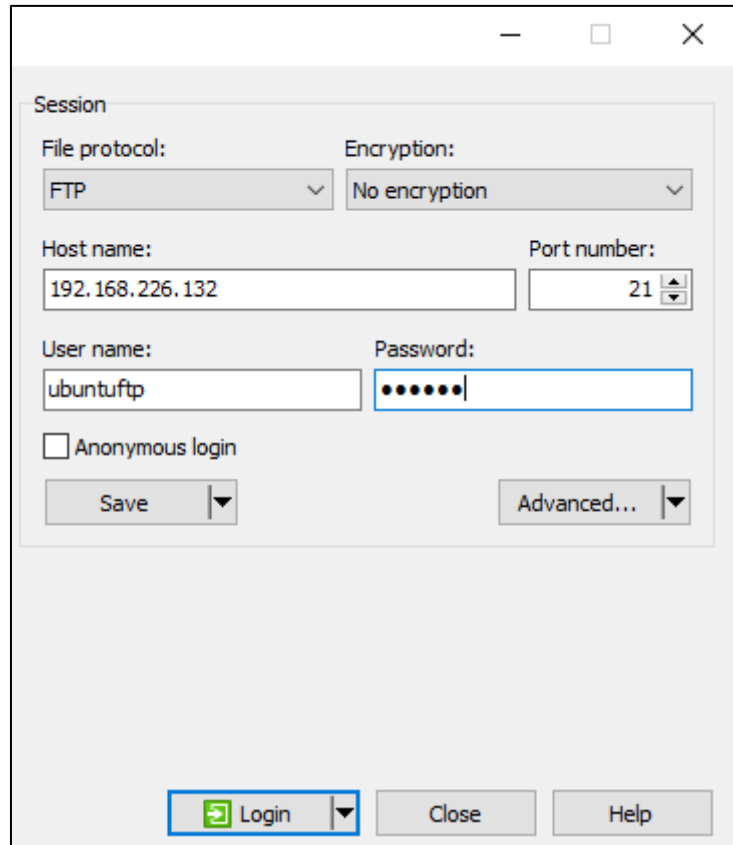 Session
File protocol: Encryption:
FTP No encryption
Host name: Port number:
192.168.226.132 21
User name: Password:
ubuntuftp ••••••
Anonymous login
Save Advanced...
Login Close Help